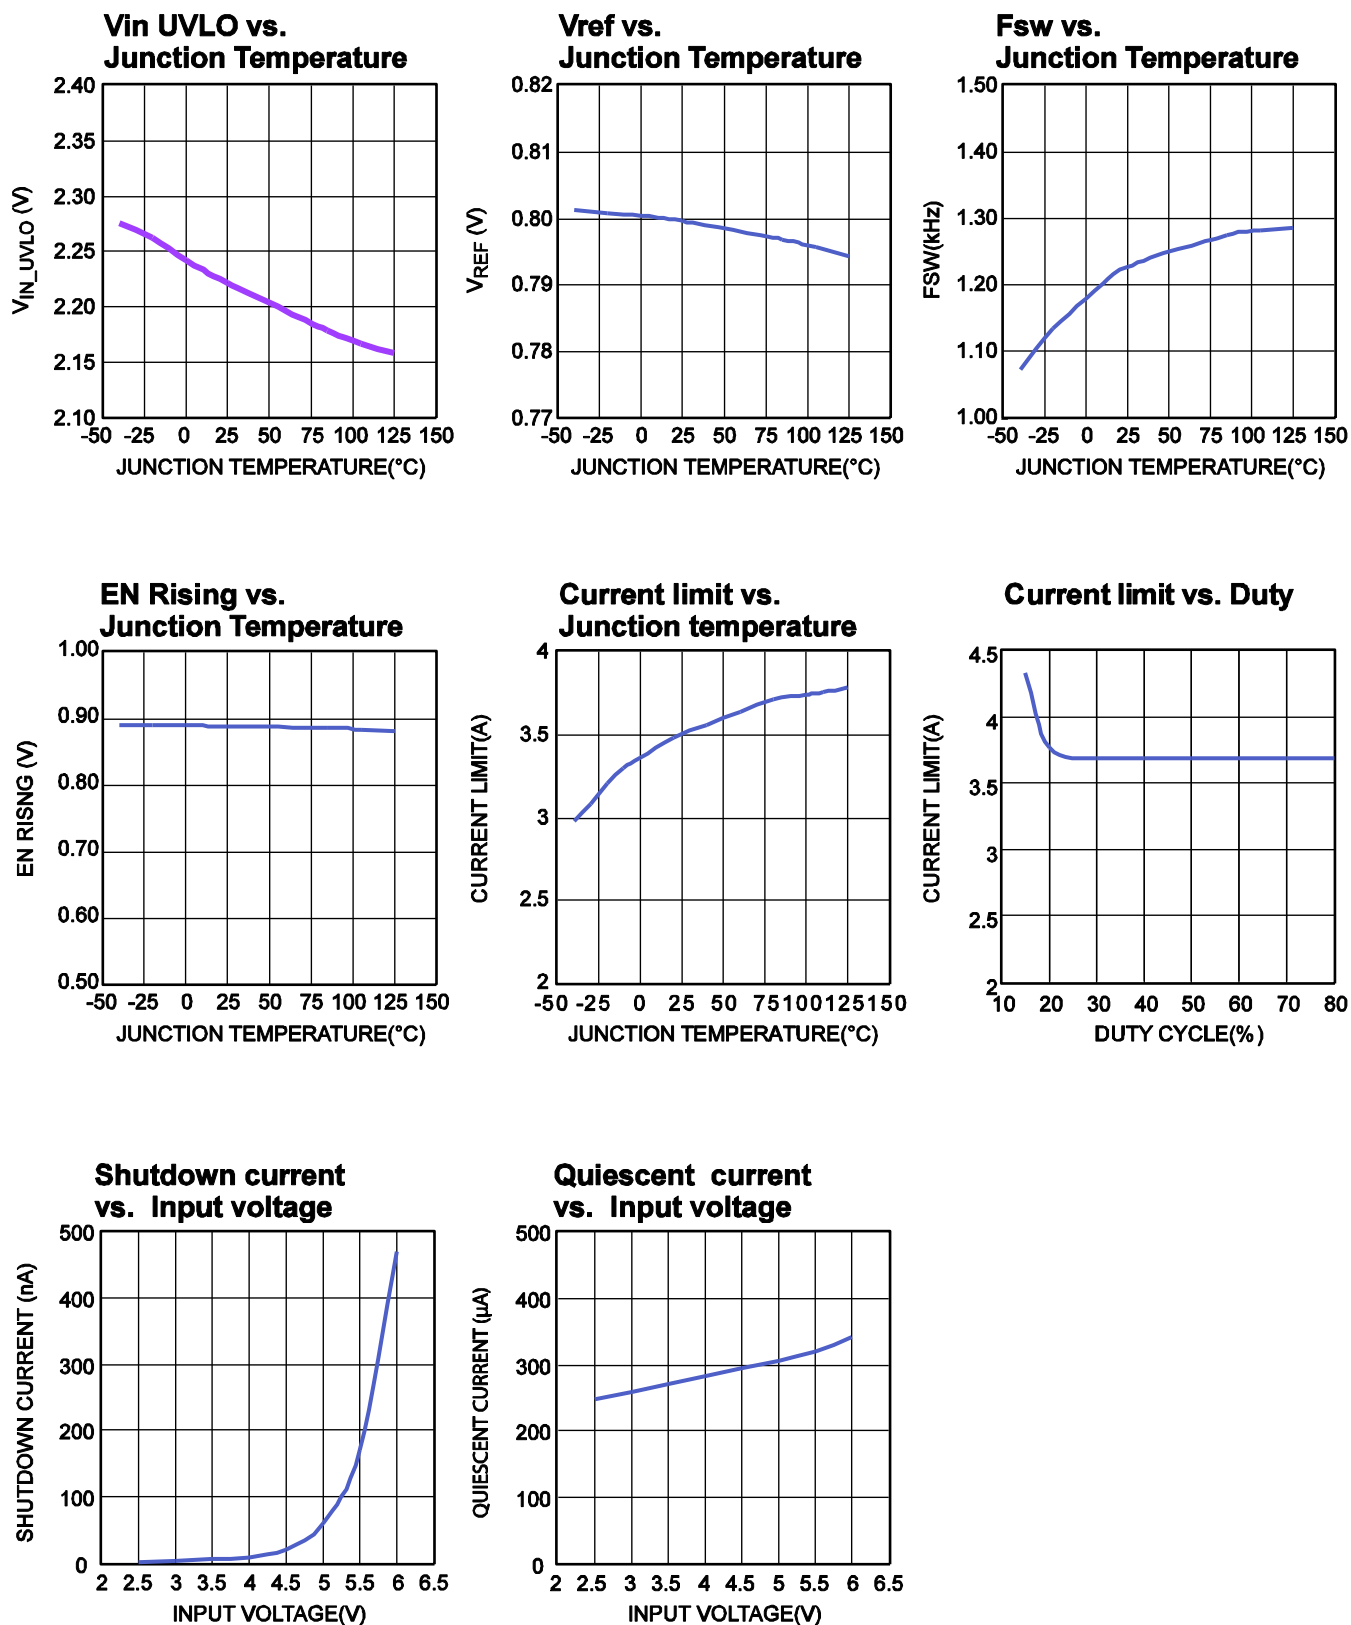 Vin UVLO vs.
Junction Temperature
2.40
2.35
2.30
2.25
2.20
2.15
2.10
VIN_UVLO (V)
-50 -25 0 25 50 75 100 125 150
JUNCTION TEMPERATURE(°C)
Vref vs.
Junction Temperature
0.82
0.81
0.80
0.79
0.78
0.77
VREF (V)
-50 -25 0 25 50 75 100 125 150
JUNCTION TEMPERATURE(°C)
Fsw vs.
Junction Temperature
1.50
1.40
1.30
1.20
1.10
1.00
FSW(kHz)
-50 -25 0 25 50 75 100 125 150
JUNCTION TEMPERATURE(°C)
EN Rising vs.
Junction Temperature
1.00
0.90
0.80
0.70
0.60
0.50
EN RISNG (V)
-50 -25 0 25 50 75 100 125 150
JUNCTION TEMPERATURE(°C)
Current limit vs.
Junction temperature
4
3.5
3
2.5
2
CURRENT LIMIT(A)
-50 -25 0 25 50 75 100 125 150
JUNCTION TEMPERATURE(°C)
Current limit vs. Duty
4.5
4
3.5
3
2.5
2
CURRENT LIMIT(A)
10 20 30 40 50 60 70 80
DUTY CYCLE(%)
Shutdown current
vs. Input voltage
500
400
300
200
100
0
SHUTDOWN CURRENT (nA)
2 2.5 3 3.5 4 4.5 5 5.5 6 6.5
INPUT VOLTAGE(V)
Quiescent current
vs. Input voltage
500
400
300
200
100
0
QUIESCENT CURRENT (µA)
2 2.5 3 3.5 4 4.5 5 5.5 6 6.5
INPUT VOLTAGE(V)